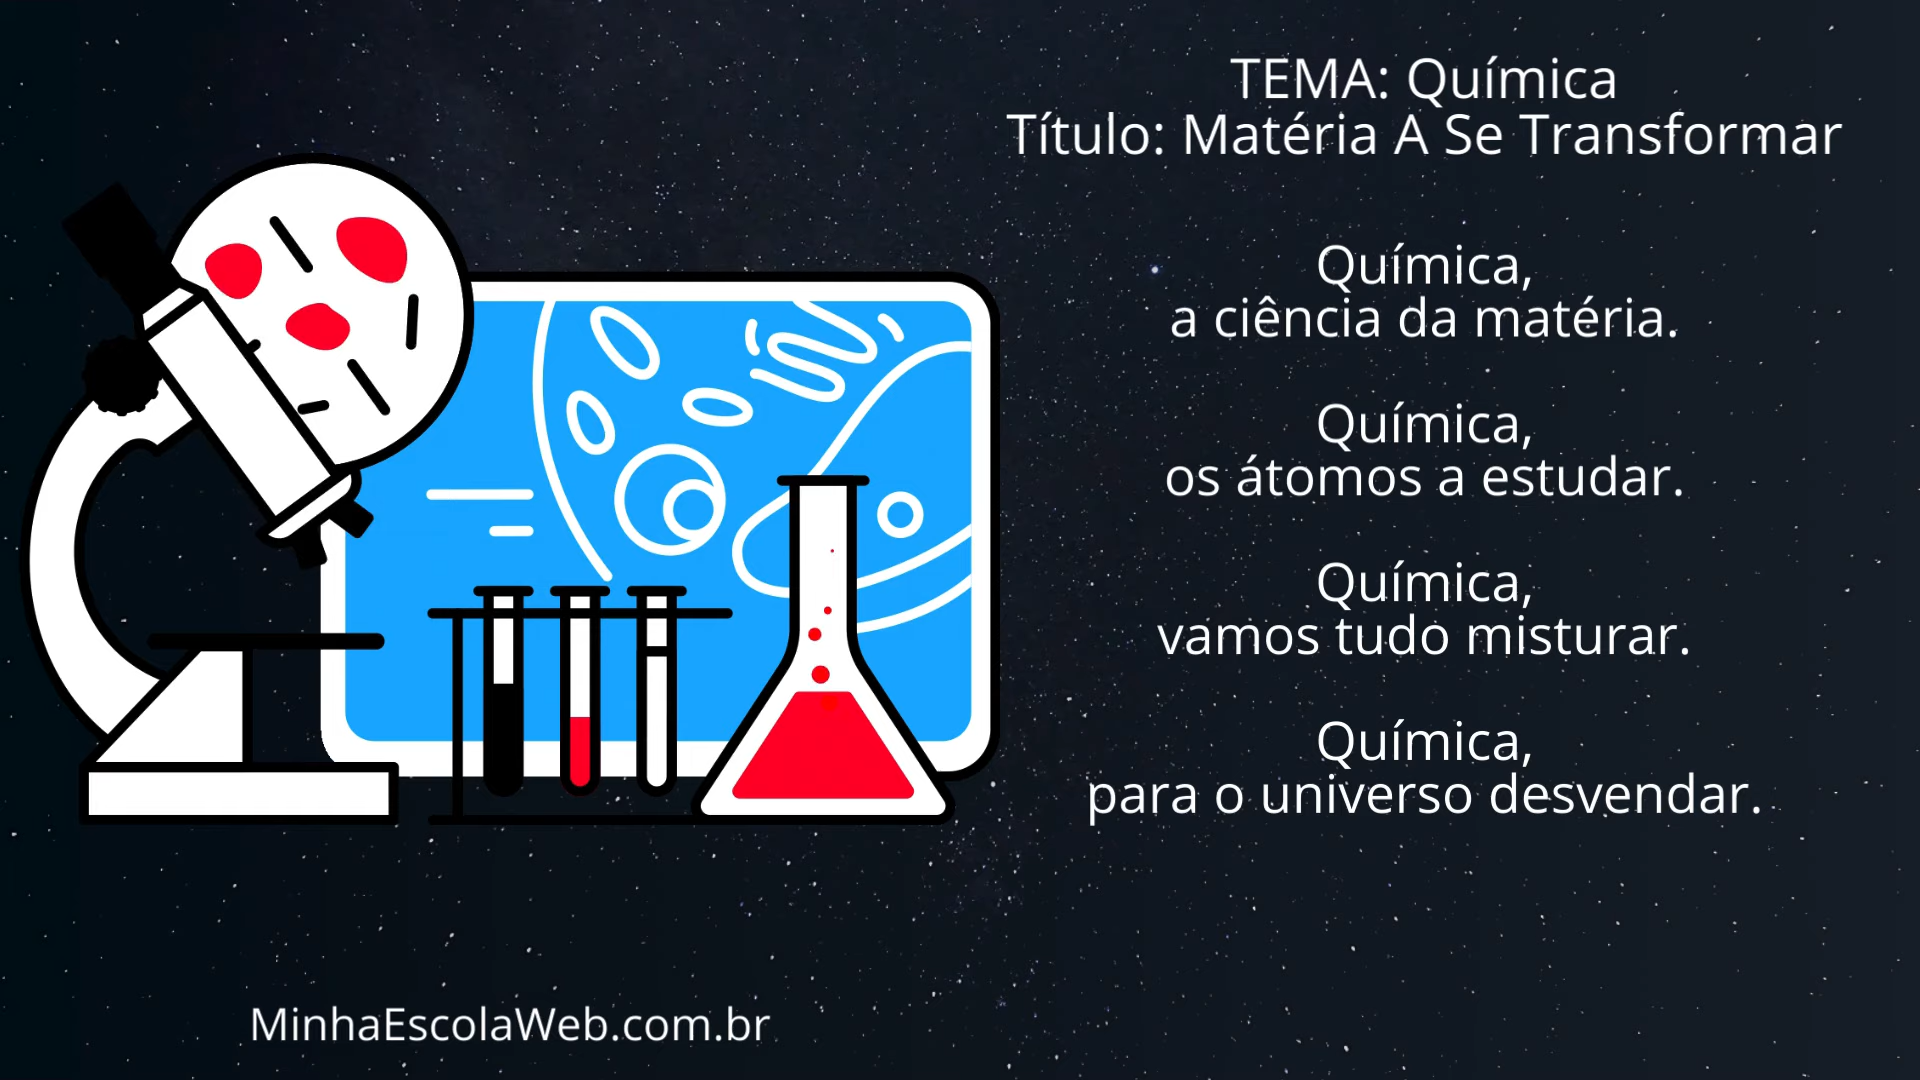 TEMA: Química
Título: Matéria A Se Transformar
Química,
a ciência da matéria.
Química,
os átomos a estudar.
Química,
vamos tudo misturar.
Química,
para o universo desvendar.
MinhaEscolaWeb.com.br